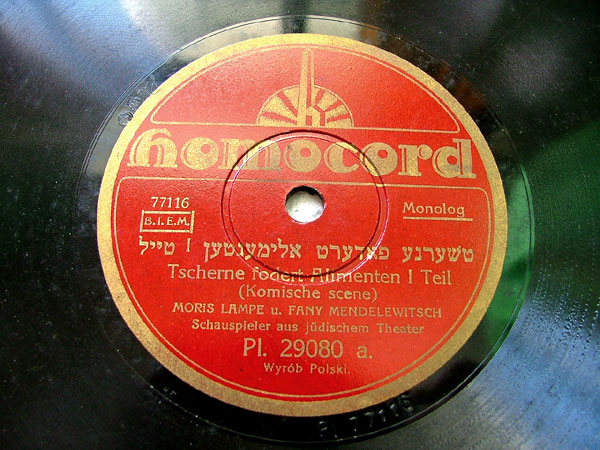 homocord
77116
B.I.E.M.
Monolog
טשערנע פאדערט אלימענטען I טייל
Tscherne fodert Alimenten I Teil
(Komische scene)
MORIS LAMPE u. FANY MENDELEWITSCH
Schauspieler aus jüdischem Theater
Pl. 29080 a.
Wyrób Polski.
P. 77116